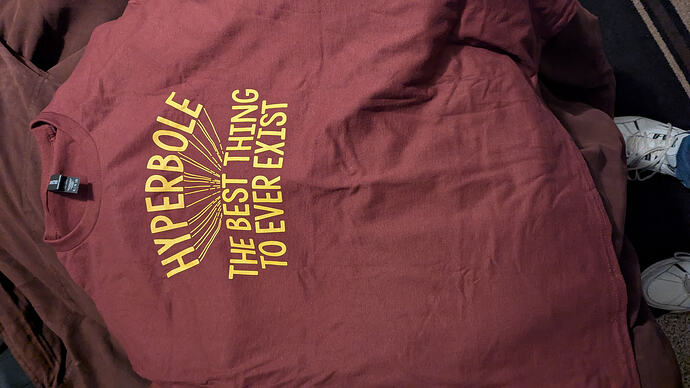 HYPERBOLE
THE BEST THING
TO EVER EXIST